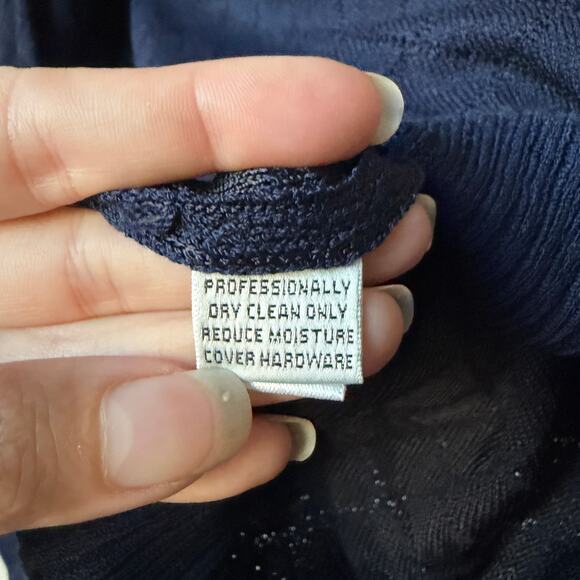 PROFESSIONALLY
DRY CLEAN ONLY
REDUCE MOISTURE
COVER HARDWARE